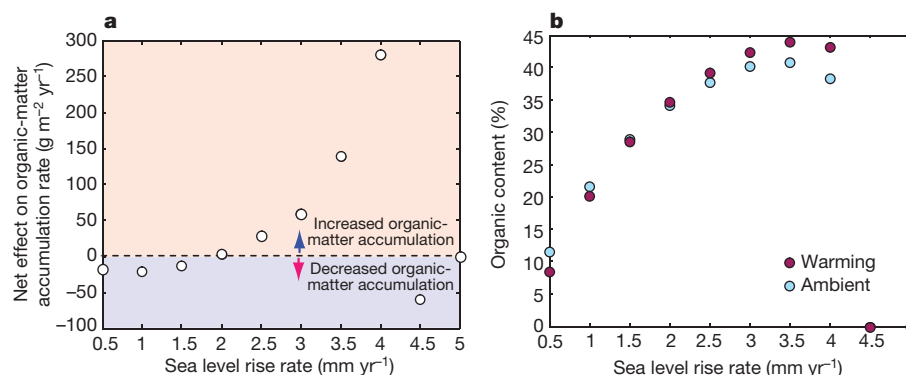 a
Net effect on organic-matter
accumulation rate (g m⁻² yr⁻¹)
300
250
200
150
100
50
0
−50
−100
Increased organic-
matter accumulation
Decreased organic-
matter accumulation
0.5 1 1.5 2 2.5 3 3.5 4 4.5 5
Sea level rise rate (mm yr⁻¹)
b
Organic content (%)
45
40
35
30
25
20
15
10
5
0
Warming
Ambient
0.5 1 1.5 2 2.5 3 3.5 4 4.5
Sea level rise rate (mm yr⁻¹)